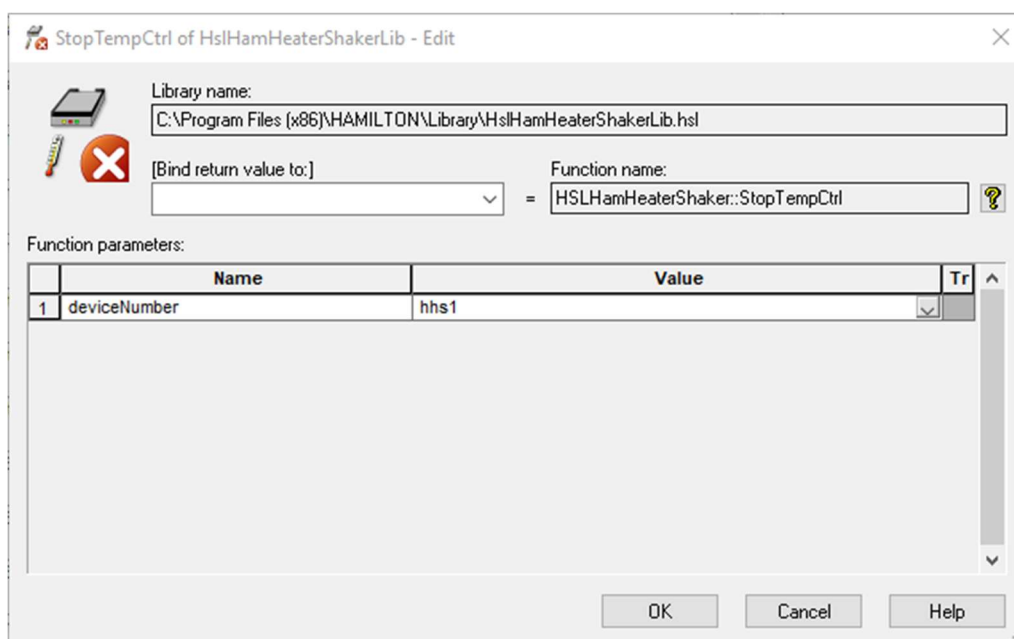 StopTempCtrl of HslHamHeaterShakerLib - Edit
Library name:
C:\Program Files (x86)\HAMILTON\Library\HslHamHeaterShakerLib.hsl
[Bind return value to:]
Function name:
= HSLHamHeaterShaker::StopTempCtrl
Function parameters:
Name Value Tr
1 deviceNumber hhs1
OK Cancel Help